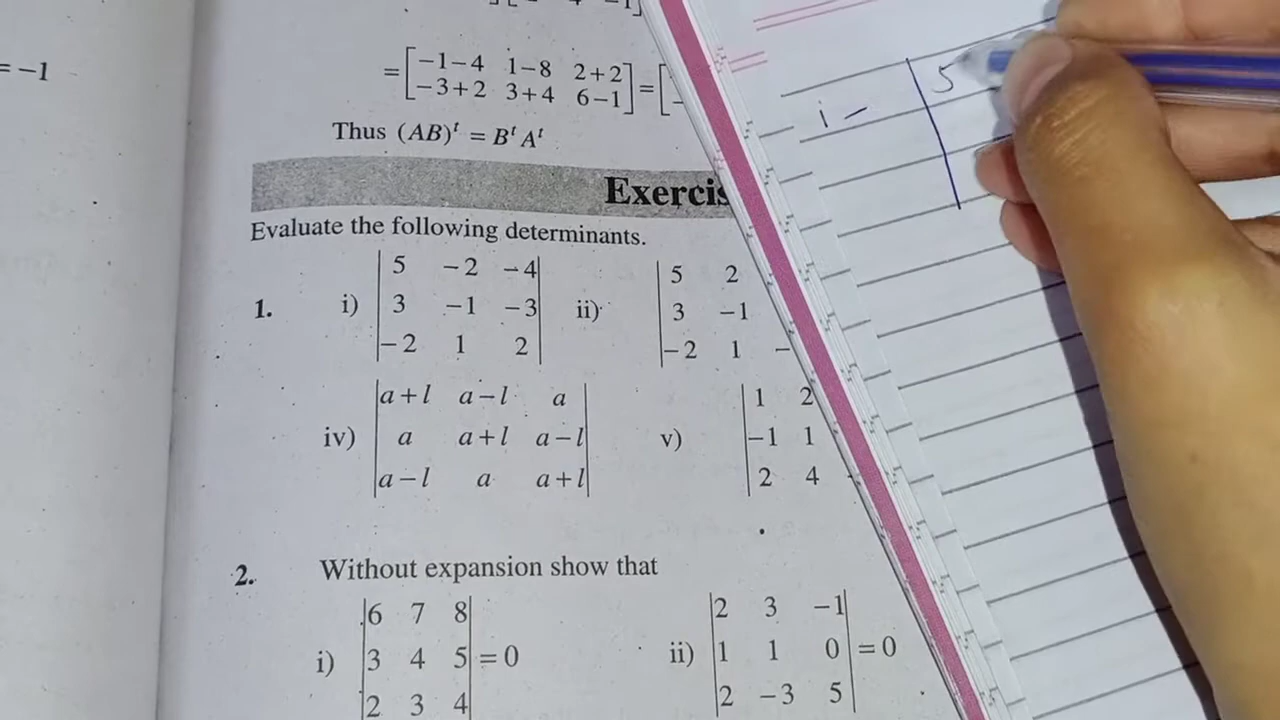 = −1
= [−1−4 1−8 2+2] = [
−3+2 3+4 6−1
Thus (AB)ᵗ = Bᵗ Aᵗ
Evaluate the following determinants.
1. i) |5 −2 −4| ii) |5 2
|3 −1 −3| |3 −1
|−2 1 2| |−2 1 −
iv) |a+l a−l a| v) |1 2
|a a+l a−l| |−1 1
|a−l a a+l| |2 4
2. Without expansion show that
i) |6 7 8| ii) |2 3 −1|
|3 4 5| = 0 |1 1 0| = 0
|2 3 4| |2 −3 5|
i − | 5